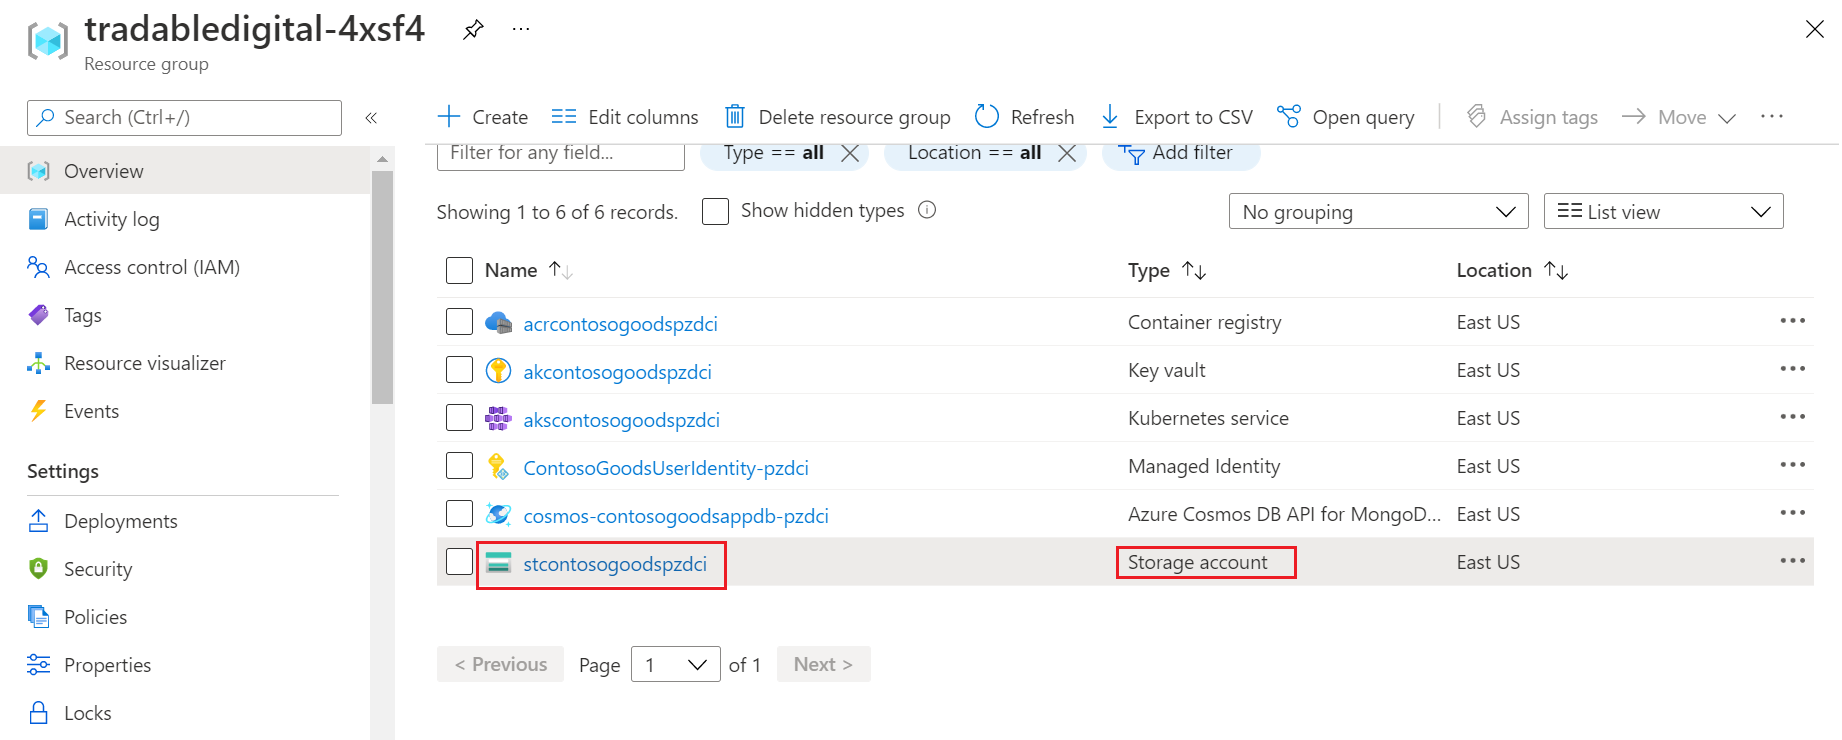 tradabledigital-4xsf4 ...
Resource group
Search (Ctrl+/) «
Create Edit columns Delete resource group Refresh Export to CSV Open query Assign tags Move ...
Overview
Activity log
Access control (IAM)
Tags
Resource visualizer
Events
Settings
Deployments
Security
Policies
Properties
Locks
Filter for any field... Type == all Location == all Add filter
Showing 1 to 6 of 6 records. Show hidden types No grouping List view
Name Type Location
acrcontosogoodspzdci Container registry East US ...
akcontosogoodspzdci Key vault East US ...
akscontosogoodspzdci Kubernetes service East US ...
ContosoGoodsUserIdentity-pzdci Managed Identity East US ...
cosmos-contosogoodsappdb-pzdci Azure Cosmos DB API for MongoD... East US ...
stcontosogoodspzdci Storage account East US ...
< Previous Page 1 of 1 Next >